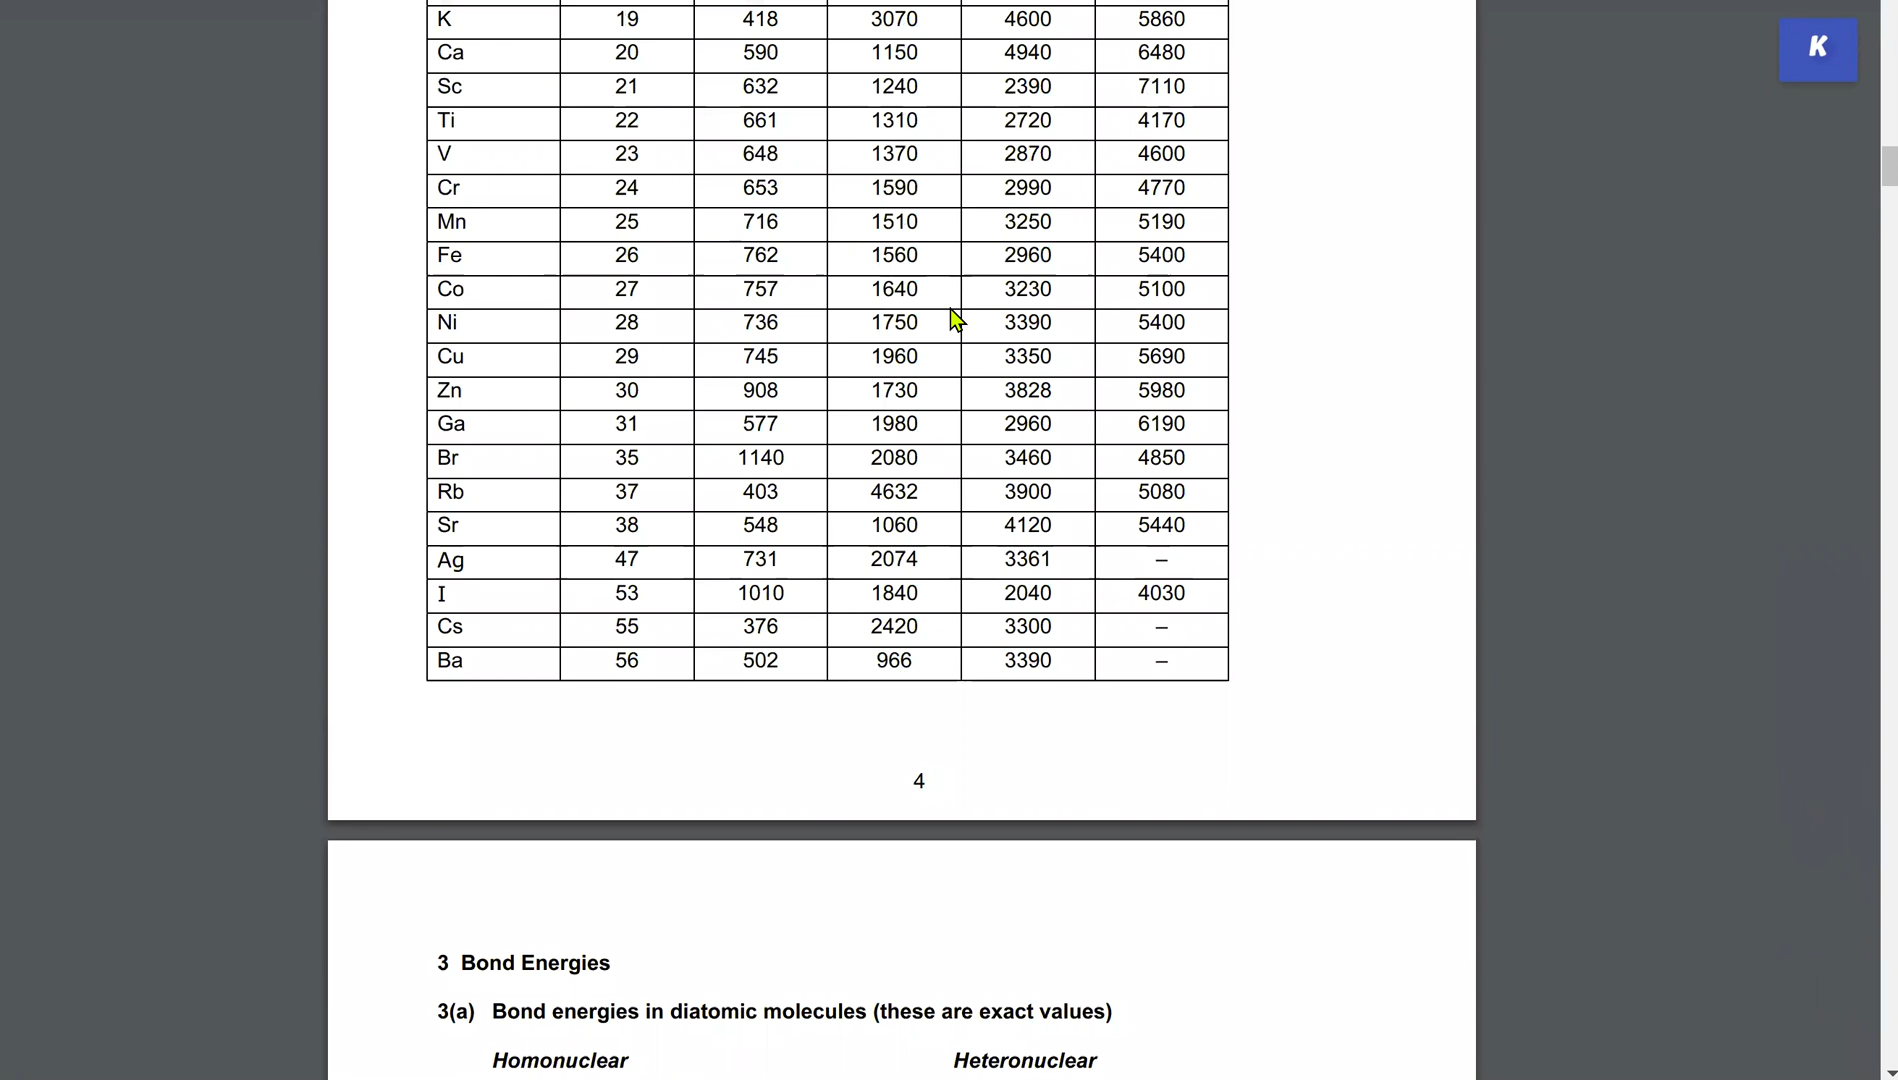 K 19 418 3070 4600 5860
K
Ca 20 590 1150 4940 6480
Sc 21 632 1240 2390 7110
Ti 22 661 1310 2720 4170
V 23 648 1370 2870 4600
Cr 24 653 1590 2990 4770
Mn 25 716 1510 3250 5190
Fe 26 762 1560 2960 5400
Co 27 757 1640 3230 5100
Ni 28 736 1750 3390 5400
Cu 29 745 1960 3350 5690
Zn 30 908 1730 3828 5980
Ga 31 577 1980 2960 6190
Br 35 1140 2080 3460 4850
Rb 37 403 4632 3900 5080
Sr 38 548 1060 4120 5440
Ag 47 731 2074 3361 –
I 53 1010 1840 2040 4030
Cs 55 376 2420 3300 –
Ba 56 502 966 3390 –
4
3 Bond Energies
3(a) Bond energies in diatomic molecules (these are exact values)
Homonuclear Heteronuclear